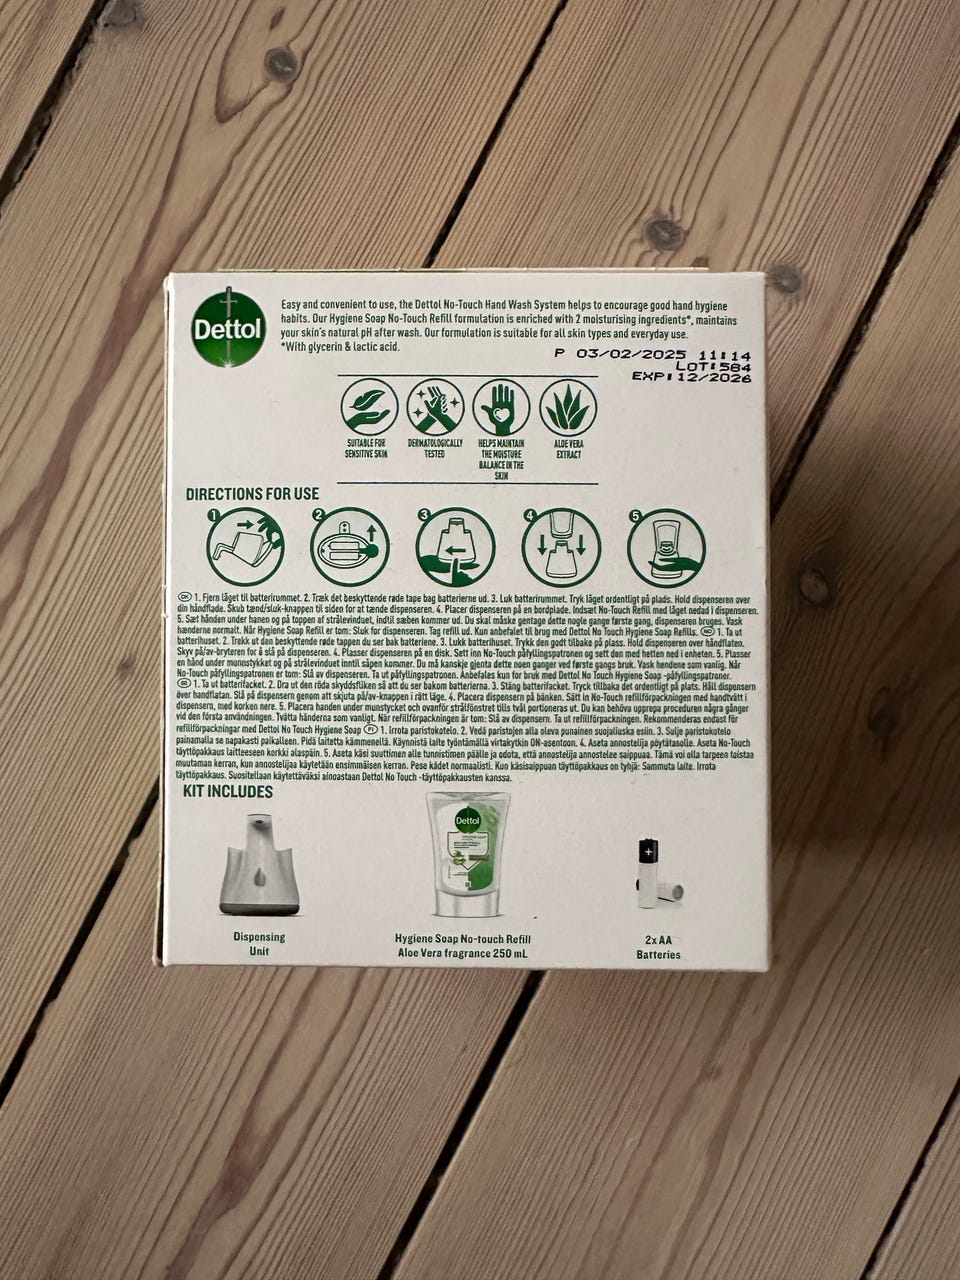 Dettol
Easy and convenient to use, the Dettol No-Touch Hand Wash System helps to encourage good hand hygiene
habits. Our Hygiene Soap No-Touch Refill formulation is enriched with 2 moisturising ingredients*, maintains
your skin's natural pH after wash. Our formulation is suitable for all skin types and everyday use.
*With glycerin & lactic acid.
P 03/02/2025 11:14
LOT:584
EXP:12/2026
SUITABLE FOR
SENSITIVE SKIN
DERMATOLOGICALLY
TESTED
HELPS MAINTAIN
THE MOISTURE
BALANCE IN THE
SKIN
ALOE VERA
EXTRACT
DIRECTIONS FOR USE
1
2
3
4
5
DK 1. Fjern låget til batterirummet. 2. Træk det beskyttende røde tape bag batterierne ud. 3. Luk batterirummet. Tryk låget ordentligt på plads. Hold dispenseren over
din håndflade. Skub tænd/sluk-knappen til siden for at tænde dispenseren. 4. Placer dispenseren på en bordplade. Indsæt No-Touch Refill med låget nedad i dispenseren.
5. Sæt hånden under hanen og på toppen af strålevinduet, indtil sæben kommer ud. Du skal måske gentage dette nogle gange første gang, dispenseren bruges. Vask
hænderne normalt. Når Hygiene Soap Refill er tom: Sluk for dispenseren. Tag refill ud. Kun anbefalet til brug med Dettol No Touch Hygiene Soap Refills. NO 1. Ta ut
batterihuset. 2. Trekk ut den beskyttende røde tappen du ser bak batteriene. 3. Lukk batterihuset. Trykk den godt tilbake på plass. Hold dispenseren over håndflaten.
Skyv på/av-bryteren for å slå på dispenseren. 4. Plasser dispenseren på en disk. Sett inn No-Touch påfyllingspatronen og sett den med hetten ned i enheten. 5. Plasser
en hånd under munnstykket og på strålevinduet inntil såpen kommer. Du må kanskje gjenta dette noen ganger ved første gangs bruk. Vask hendene som vanlig. Når
No-Touch påfyllingspatronen er tom: Slå av dispenseren. Ta ut påfyllingspatronen. Anbefales kun for bruk med Dettol No Touch Hygiene Soap -påfyllingspatroner.
SE 1. Ta ut batterifacket. 2. Dra ut den röda skyddsfliken så att du ser bakom batterierna. 3. Stäng batterifacket. Tryck tillbaka det ordentligt på plats. Håll dispensern
över handflatan. Slå på dispensern genom att skjuta på/av-knappen i rätt läge. 4. Placera dispensern på bänken. Sätt in No-Touch refillförpackningen med handtvätt i
dispensern, med korken nere. 5. Placera handen under munstycket och ovanför strålfönstret tills tvål portioneras ut. Du kan behöva upprepa proceduren några gånger
vid den första användningen. Tvätta händerna som vanligt. När refillförpackningen är tom: Slå av dispensern. Ta ut refillförpackningen. Rekommenderas endast för
refillförpackningar med Dettol No Touch Hygiene Soap FI 1. Irrota paristokotelo. 2. Vedä paristojen alla oleva punainen suojaliuska esiin. 3. Sulje paristokotelo
painamalla se napakasti paikalleen. Pidä laitetta kämmenellä. Käynnistä laite työntämällä virtakytkin ON-asentoon. 4. Aseta annostelija pöytätasolle. Aseta No-Touch
täyttöpakkaus laitteeseen korkki alaspäin. 5. Aseta käsi suuttimen alle tunnistimen päälle ja odota, että annostelija annostelee saippuaa. Tämä voi olla tarpeen toistaa
muutaman kerran, kun annostelijaa käytetään ensimmäisen kerran. Pese kädet normaalisti. Kun käsisaippuan täyttöpakkaus on tyhjä: Sammuta laite. Irrota
täyttöpakkaus. Suositellaan käytettäväksi ainoastaan Dettol No Touch -täyttöpakkausten kanssa.
KIT INCLUDES
Dettol
Dispensing
Unit
Hygiene Soap No-touch Refill
Aloe Vera fragrance 250 mL
2x AA
Batteries